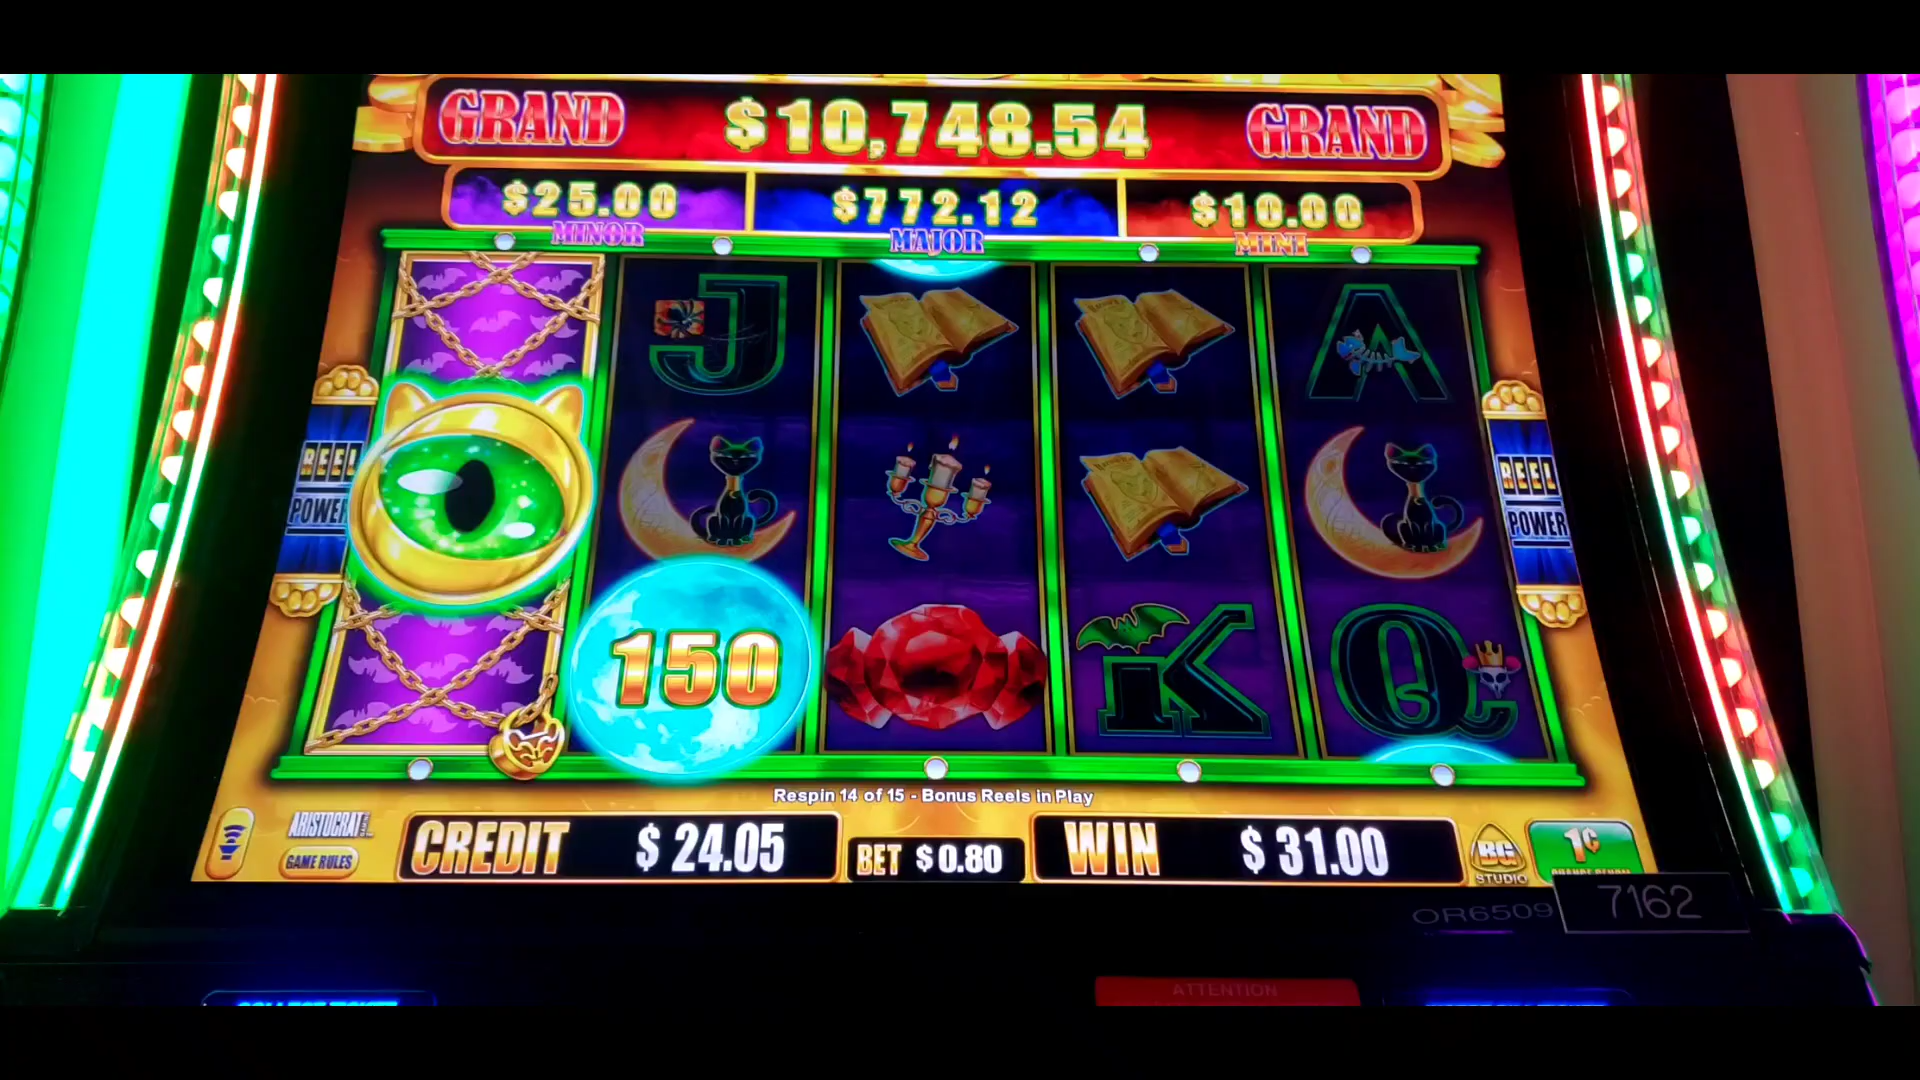 GRAND $10,748.54 GRAND
$25.00 $772.12 $10.00
MINOR MAJOR MINI
J A
REEL POWER
REEL POWER
150 K Q
Respin 14 of 15 - Bonus Reels in Play
ARISTOCRAT
GAME RULES
CREDIT $24.05 BET $0.80 WIN $31.00
BG STUDIO
1¢
OR6509 7162
ATTENTION